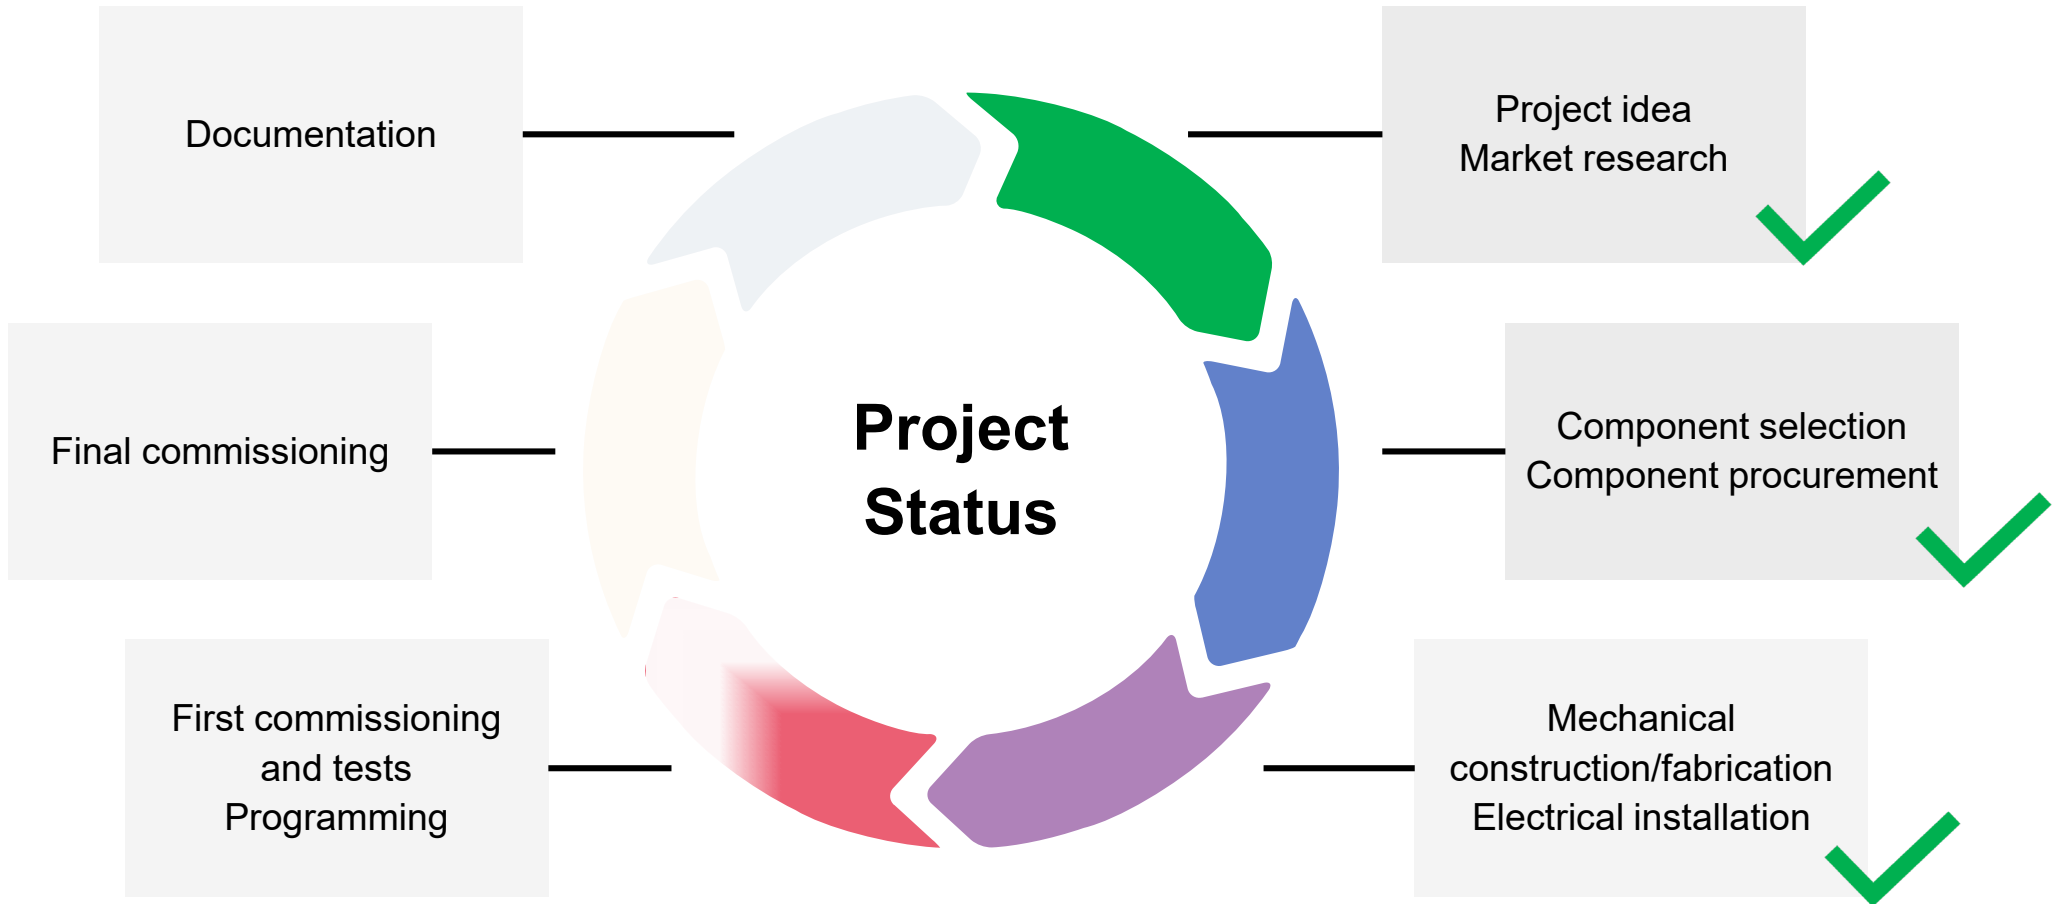 Project Status
Project idea
Market research
Component selection
Component procurement
Mechanical
construction/fabrication
Electrical installation
First commissioning
and tests
Programming
Final commissioning
Documentation